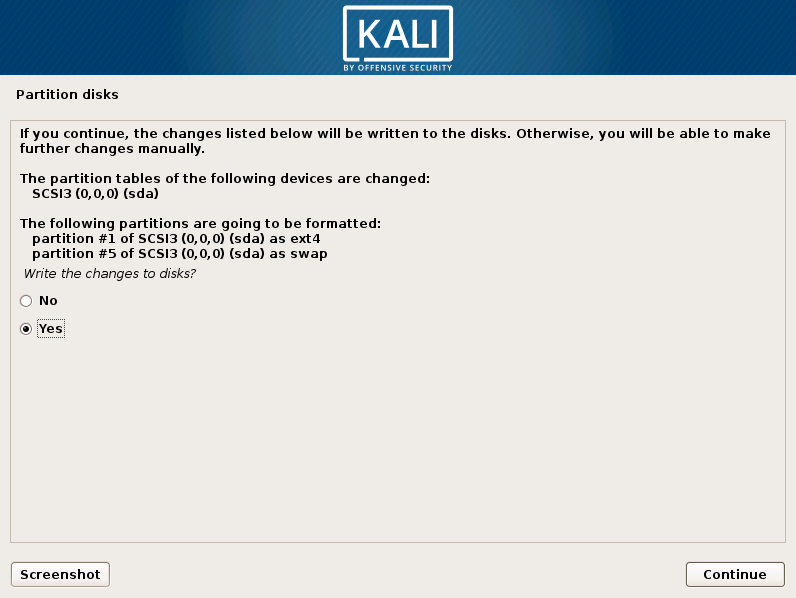 KALI
BY OFFENSIVE SECURITY
Partition disks
If you continue, the changes listed below will be written to the disks. Otherwise, you will be able to make
further changes manually.
The partition tables of the following devices are changed:
SCSI3 (0,0,0) (sda)
The following partitions are going to be formatted:
partition #1 of SCSI3 (0,0,0) (sda) as ext4
partition #5 of SCSI3 (0,0,0) (sda) as swap
Write the changes to disks?
No
Yes
Screenshot
Continue